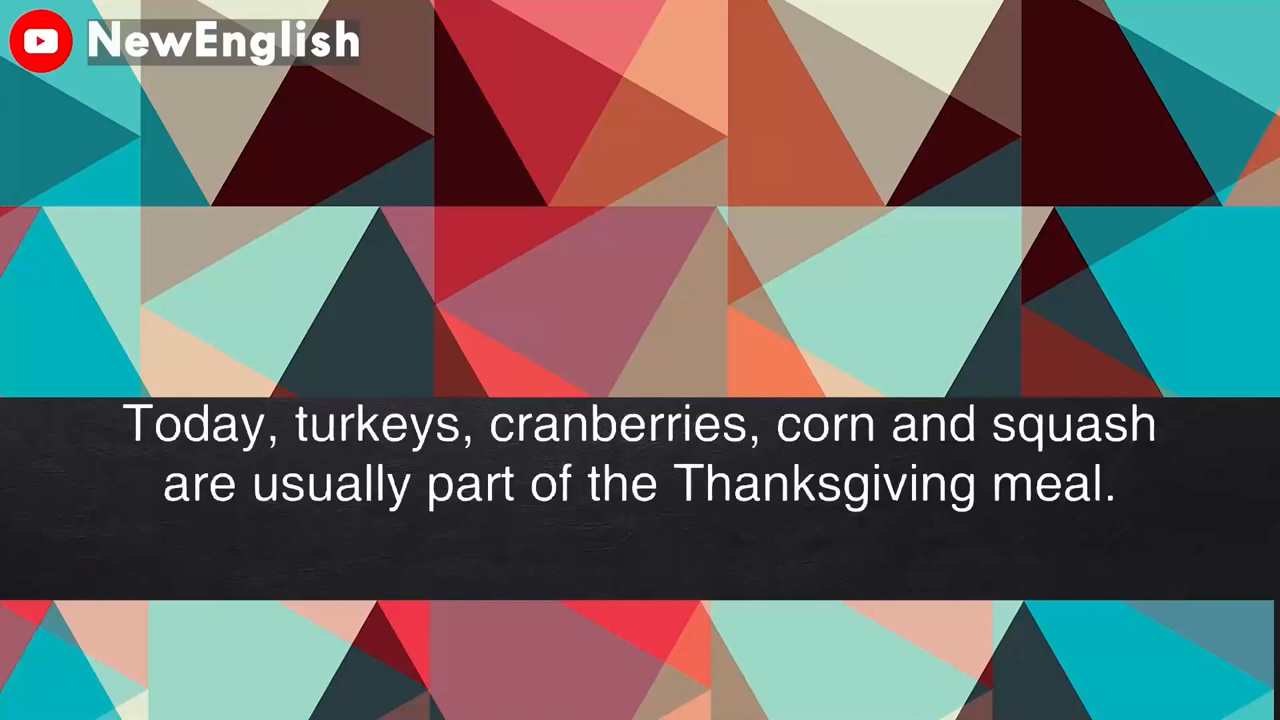 NewEnglish
Today, turkeys, cranberries, corn and squash
are usually part of the Thanksgiving meal.